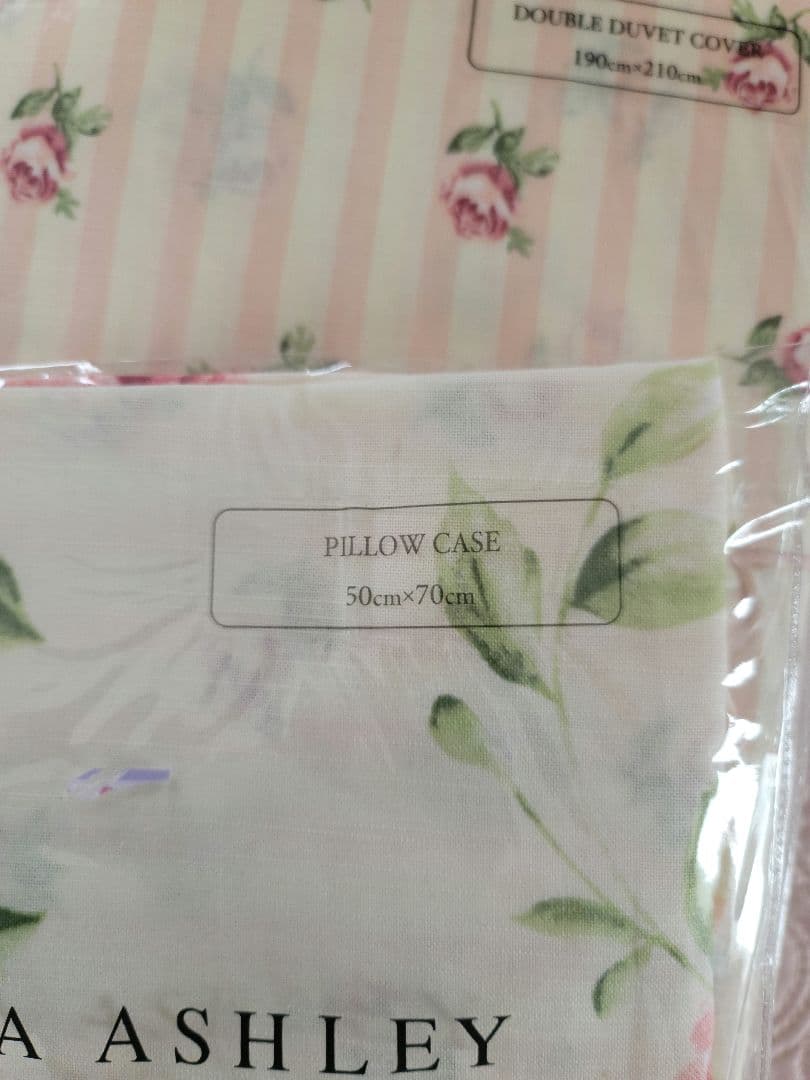 DOUBLE DUVET COVER
190cm×210cm
PILLOW CASE
50cm×70cm
A ASHLEY